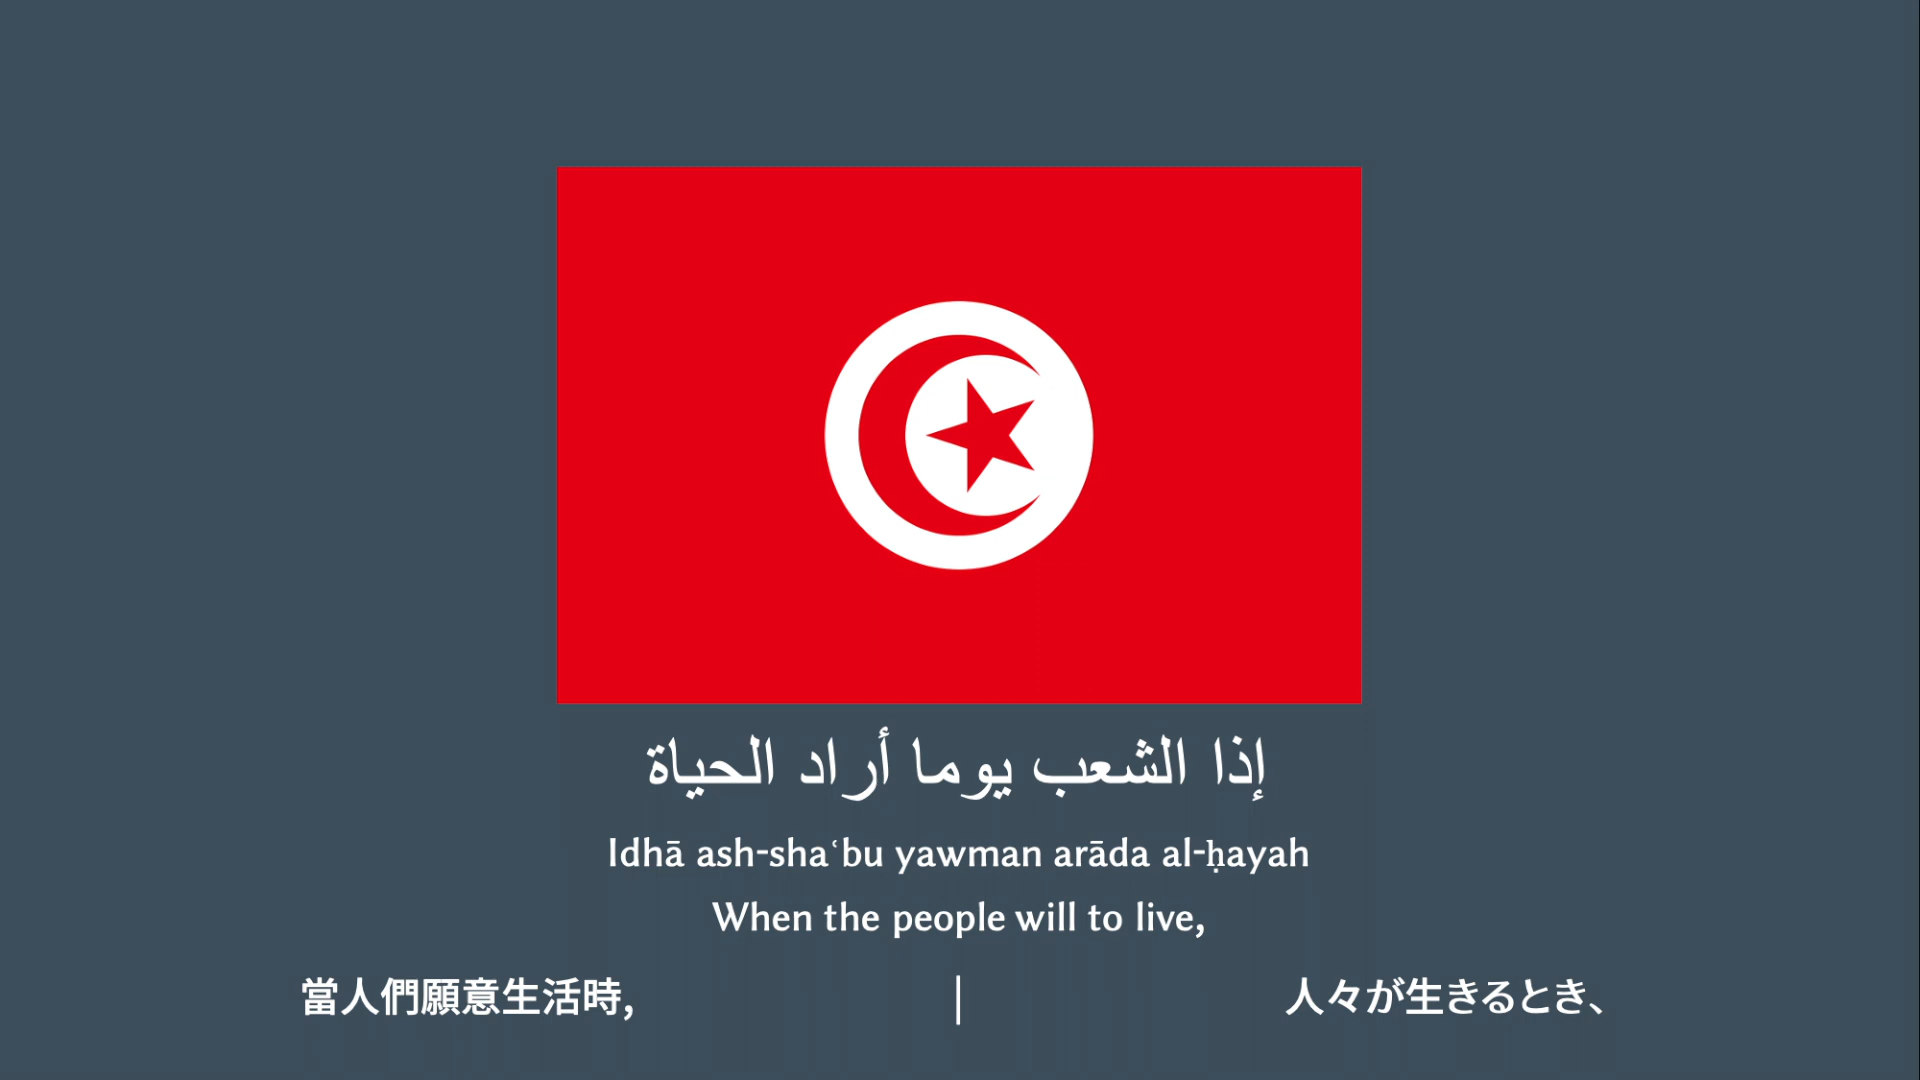 إذا الشعب يوما أراد الحياة
Idhā ash-shaʿbu yawman arāda al-ḥayah
When the people will to live,
當人們願意生活時, | 人々が生きるとき、